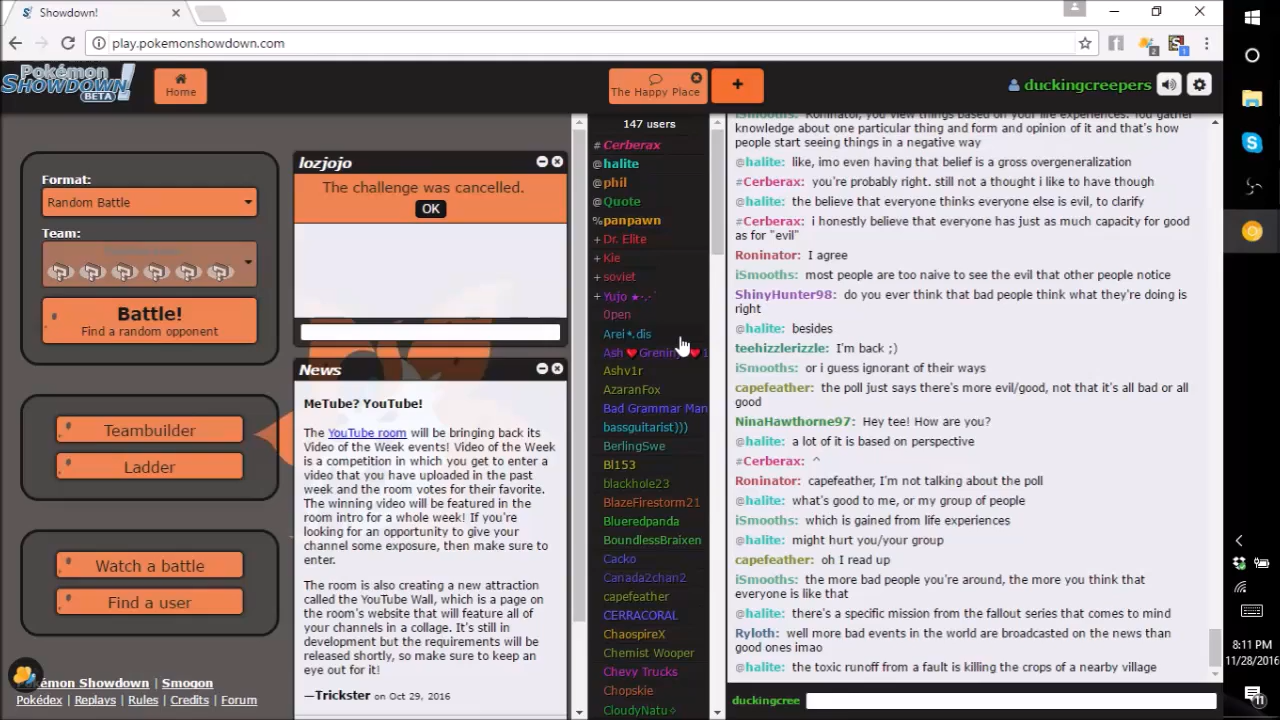 Showdown!
play.pokemonshowdown.com
2
1
Pokémon
SHOWDOWN!
BETA
Home
The Happy Place
+
duckingcreepers
Format:
Random Battle
Team:
Battle!
Find a random opponent
Teambuilder
Ladder
Watch a battle
Find a user
Pokémon Showdown | Smogon
Pokédex | Replays | Rules | Credits | Forum
lozjojo
The challenge was cancelled.
OK
News
MeTube? YouTube!
The YouTube room will be bringing back its
Video of the Week events! Video of the Week
is a competition in which you get to enter a
video that you have uploaded in the past
week and the room votes for their favorite.
The winning video will be featured in the
room intro for a whole week! If you're
looking for an opportunity to give your
channel some exposure, then make sure to
enter.
The room is also creating a new attraction
called the YouTube Wall, which is a page on
the room's website that will feature all of
your channels in a collage. It's still in
development but the requirements will be
released shortly, so make sure to keep an
eye out for it!
—Trickster on Oct 29, 2016
147 users
#Cerberax
@halite
@phil
@Quote
%panpawn
+Dr. Elite
+Kie
+soviet
+Yujo ★·.·´
0pen
Arei*.dis
Ash♥Greninj♥1
Ashv1r
AzaranFox
Bad Grammar Man
bassguitarist)))
BerlingSwe
Bl153
blackhole23
BlazeFirestorm21
Blueredpanda
BoundlessBraixen
Cacko
Canada2chan2
capefeather
CERRACORAL
ChaospireX
Chemist Wooper
Chevy Trucks
Chopskie
CloudyNatu✧
iSmooths: Roninator, you view things based on your life experiences. You gather
knowledge about one particular thing and form and opinion of it and that's how
people start seeing things in a negative way
@halite: like, imo even having that belief is a gross overgeneralization
#Cerberax: you're probably right. still not a thought i like to have though
@halite: the believe that everyone thinks everyone else is evil, to clarify
#Cerberax: i honestly believe that everyone has just as much capacity for good
as for "evil"
Roninator: I agree
iSmooths: most people are too naive to see the evil that other people notice
ShinyHunter98: do you ever think that bad people think what they're doing is
right
@halite: besides
teehizzlerizzle: I'm back ;)
iSmooths: or i guess ignorant of their ways
capefeather: the poll just says there's more evil/good, not that it's all bad or all
good
NinaHawthorne97: Hey tee! How are you?
@halite: a lot of it is based on perspective
#Cerberax: ^
Roninator: capefeather, I'm not talking about the poll
@halite: what's good to me, or my group of people
iSmooths: which is gained from life experiences
@halite: might hurt you/your group
capefeather: oh I read up
iSmooths: the more bad people you're around, the more you think that
everyone is like that
@halite: there's a specific mission from the fallout series that comes to mind
Ryloth: well more bad events in the world are broadcasted on the news than
good ones imao
@halite: the toxic runoff from a fault is killing the crops of a nearby village
duckingcree
8:11 PM
11/28/2016
11